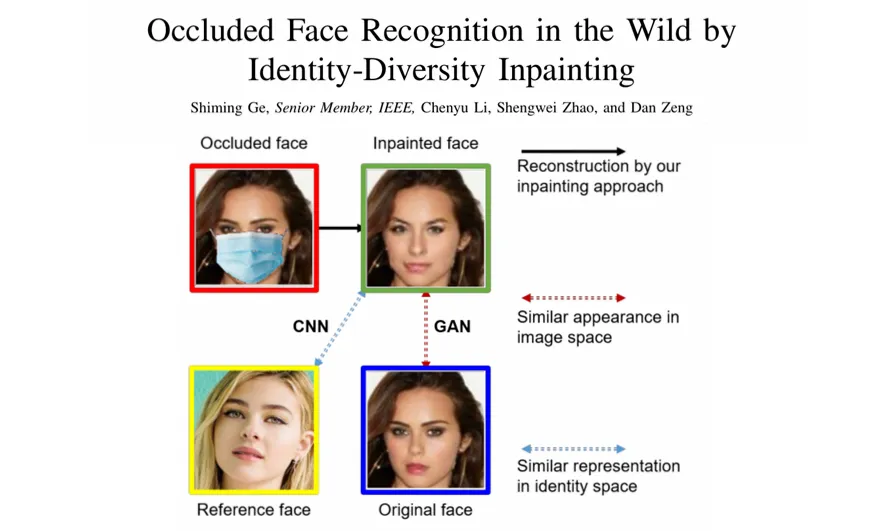 Occluded Face Recognition in the Wild by
Identity-Diversity Inpainting
Shiming Ge, Senior Member, IEEE, Chenyu Li, Shengwei Zhao, and Dan Zeng
Occluded face
Inpainted face
Reconstruction by our
inpainting approach
CNN
GAN
Similar appearance in
image space
Similar representation
in identity space
Reference face
Original face